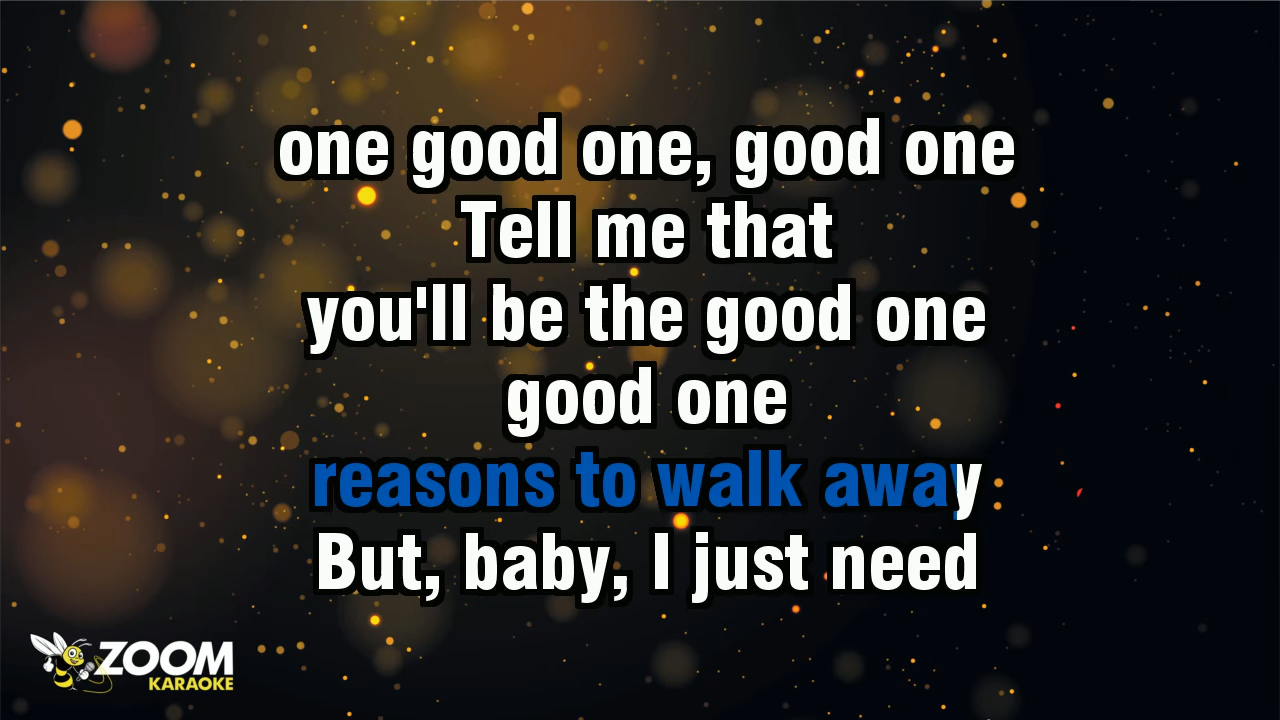 one good one, good one
Tell me that
you'll be the good one
good one
reasons to walk away
But, baby, I just need
ZOOM
KARAOKE